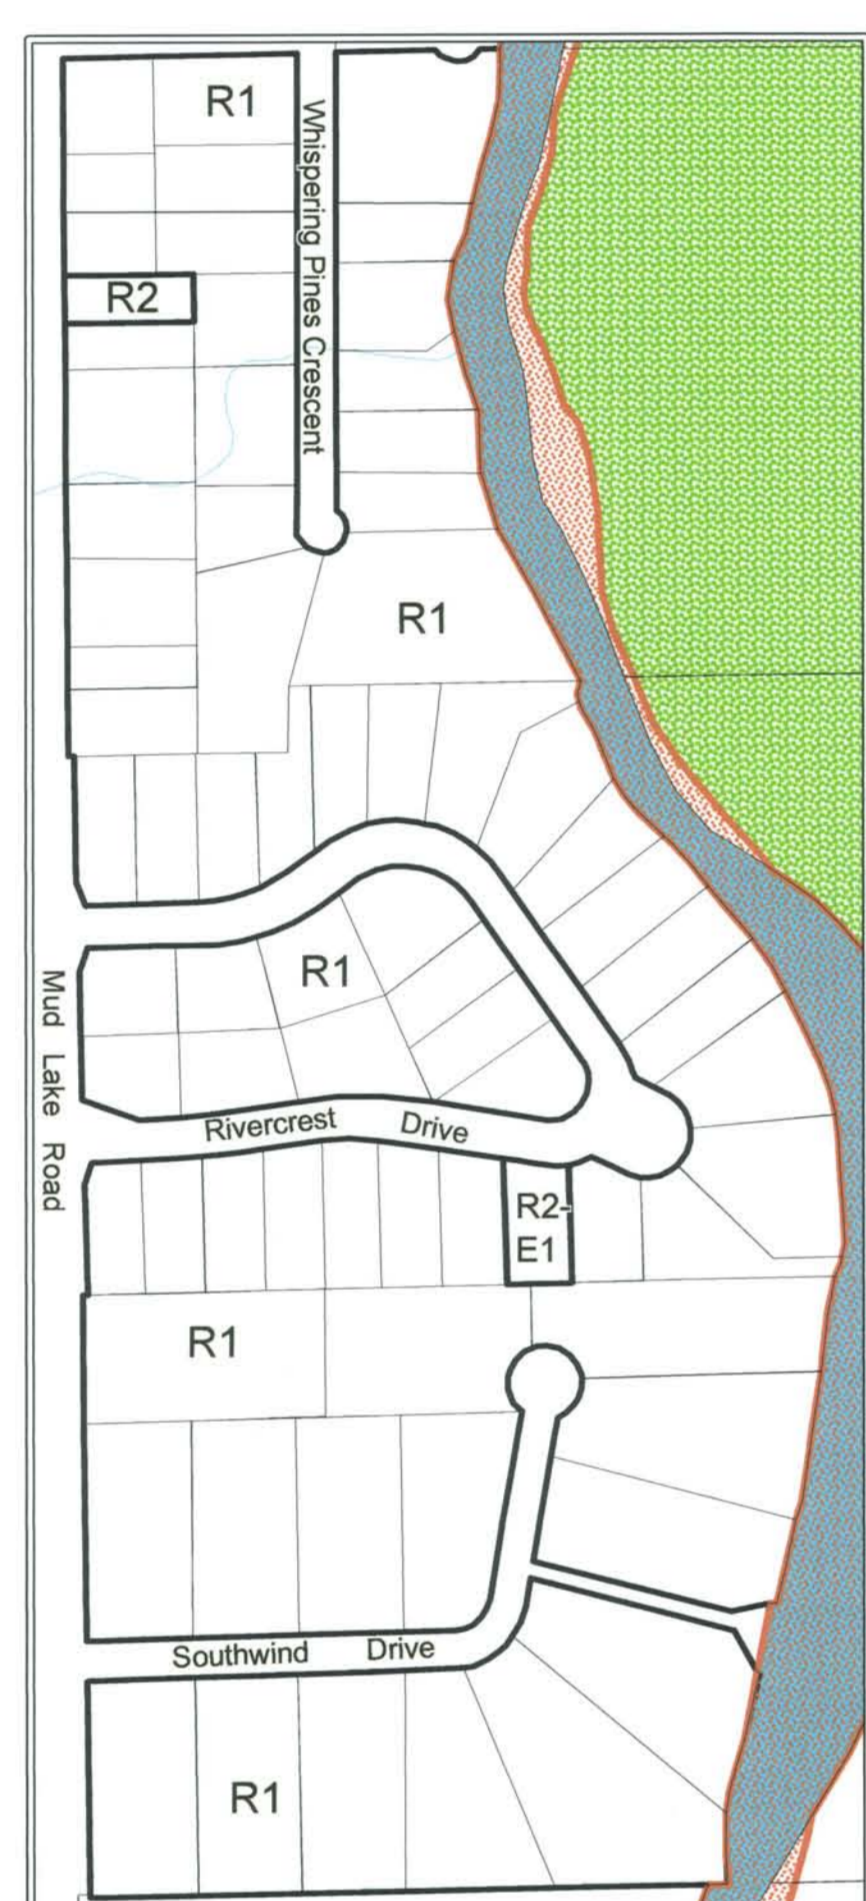 R1
Whispering Pines Crescent
R2
R1
R1
Mud Lake Road
Rivercrest Drive
R2-
E1
R1
Southwind Drive
R1